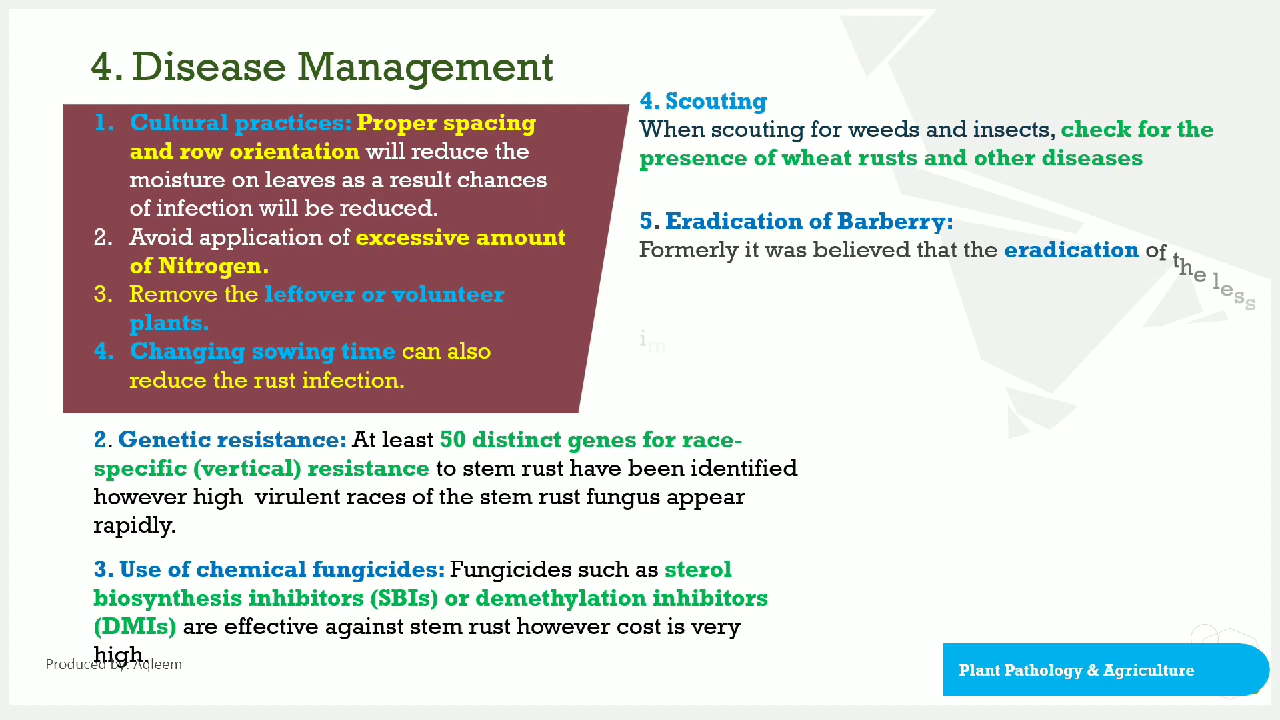 4. Disease Management
1. Cultural practices: Proper spacing
and row orientation will reduce the
moisture on leaves as a result chances
of infection will be reduced.
2. Avoid application of excessive amount
of Nitrogen.
3. Remove the leftover or volunteer
plants.
4. Changing sowing time can also
reduce the rust infection.
2. Genetic resistance: At least 50 distinct genes for race-
specific (vertical) resistance to stem rust have been identified
however high virulent races of the stem rust fungus appear
rapidly.
3. Use of chemical fungicides: Fungicides such as sterol
biosynthesis inhibitors (SBIs) or demethylation inhibitors
(DMIs) are effective against stem rust however cost is very
high.
4. Scouting
When scouting for weeds and insects, check for the
presence of wheat rusts and other diseases
5. Eradication of Barberry:
Formerly it was believed that the eradication of the less
im
Produced by: Aqleem
Plant Pathology & Agriculture